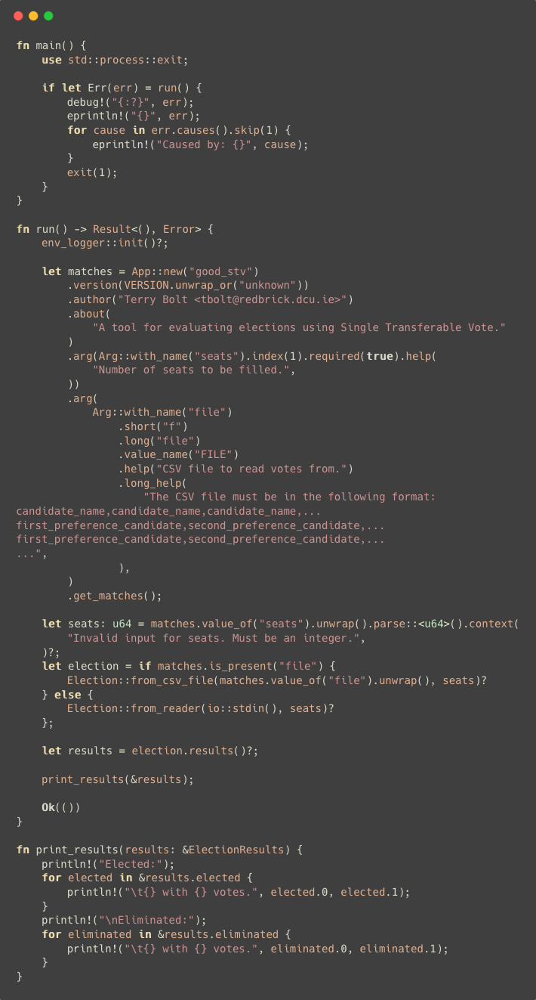 fn main() {
    use std::process::exit;

    if let Err(err) = run() {
        debug!("{:?}", err);
        eprintln!("{}", err);
        for cause in err.causes().skip(1) {
            eprintln!("Caused by: {}", cause);
        }
        exit(1);
    }
}

fn run() -> Result<(), Error> {
    env_logger::init()?;

    let matches = App::new("good_stv")
        .version(VERSION.unwrap_or("unknown"))
        .author("Terry Bolt <tbolt@redbrick.dcu.ie>")
        .about(
            "A tool for evaluating elections using Single Transferable Vote."
        )
        .arg(Arg::with_name("seats").index(1).required(true).help(
            "Number of seats to be filled.",
        ))
        .arg(
            Arg::with_name("file")
                .short("f")
                .long("file")
                .value_name("FILE")
                .help("CSV file to read votes from.")
                .long_help(
                    "The CSV file must be in the following format:
candidate_name,candidate_name,candidate_name,...
first_preference_candidate,second_preference_candidate,...
first_preference_candidate,second_preference_candidate,...
...",
                ),
        )
        .get_matches();

    let seats: u64 = matches.value_of("seats").unwrap().parse::<u64>().context(
        "Invalid input for seats. Must be an integer.",
    )?;
    let election = if matches.is_present("file") {
        Election::from_csv_file(matches.value_of("file").unwrap(), seats)?
    } else {
        Election::from_reader(io::stdin(), seats)?
    };

    let results = election.results()?;

    print_results(&results);

    Ok(())
}

fn print_results(results: &ElectionResults) {
    println!("Elected:");
    for elected in &results.elected {
        println!("\t{} with {} votes.", elected.0, elected.1);
    }
    println!("\nEliminated:");
    for eliminated in &results.eliminated {
        println!("\t{} with {} votes.", eliminated.0, eliminated.1);
    }
}